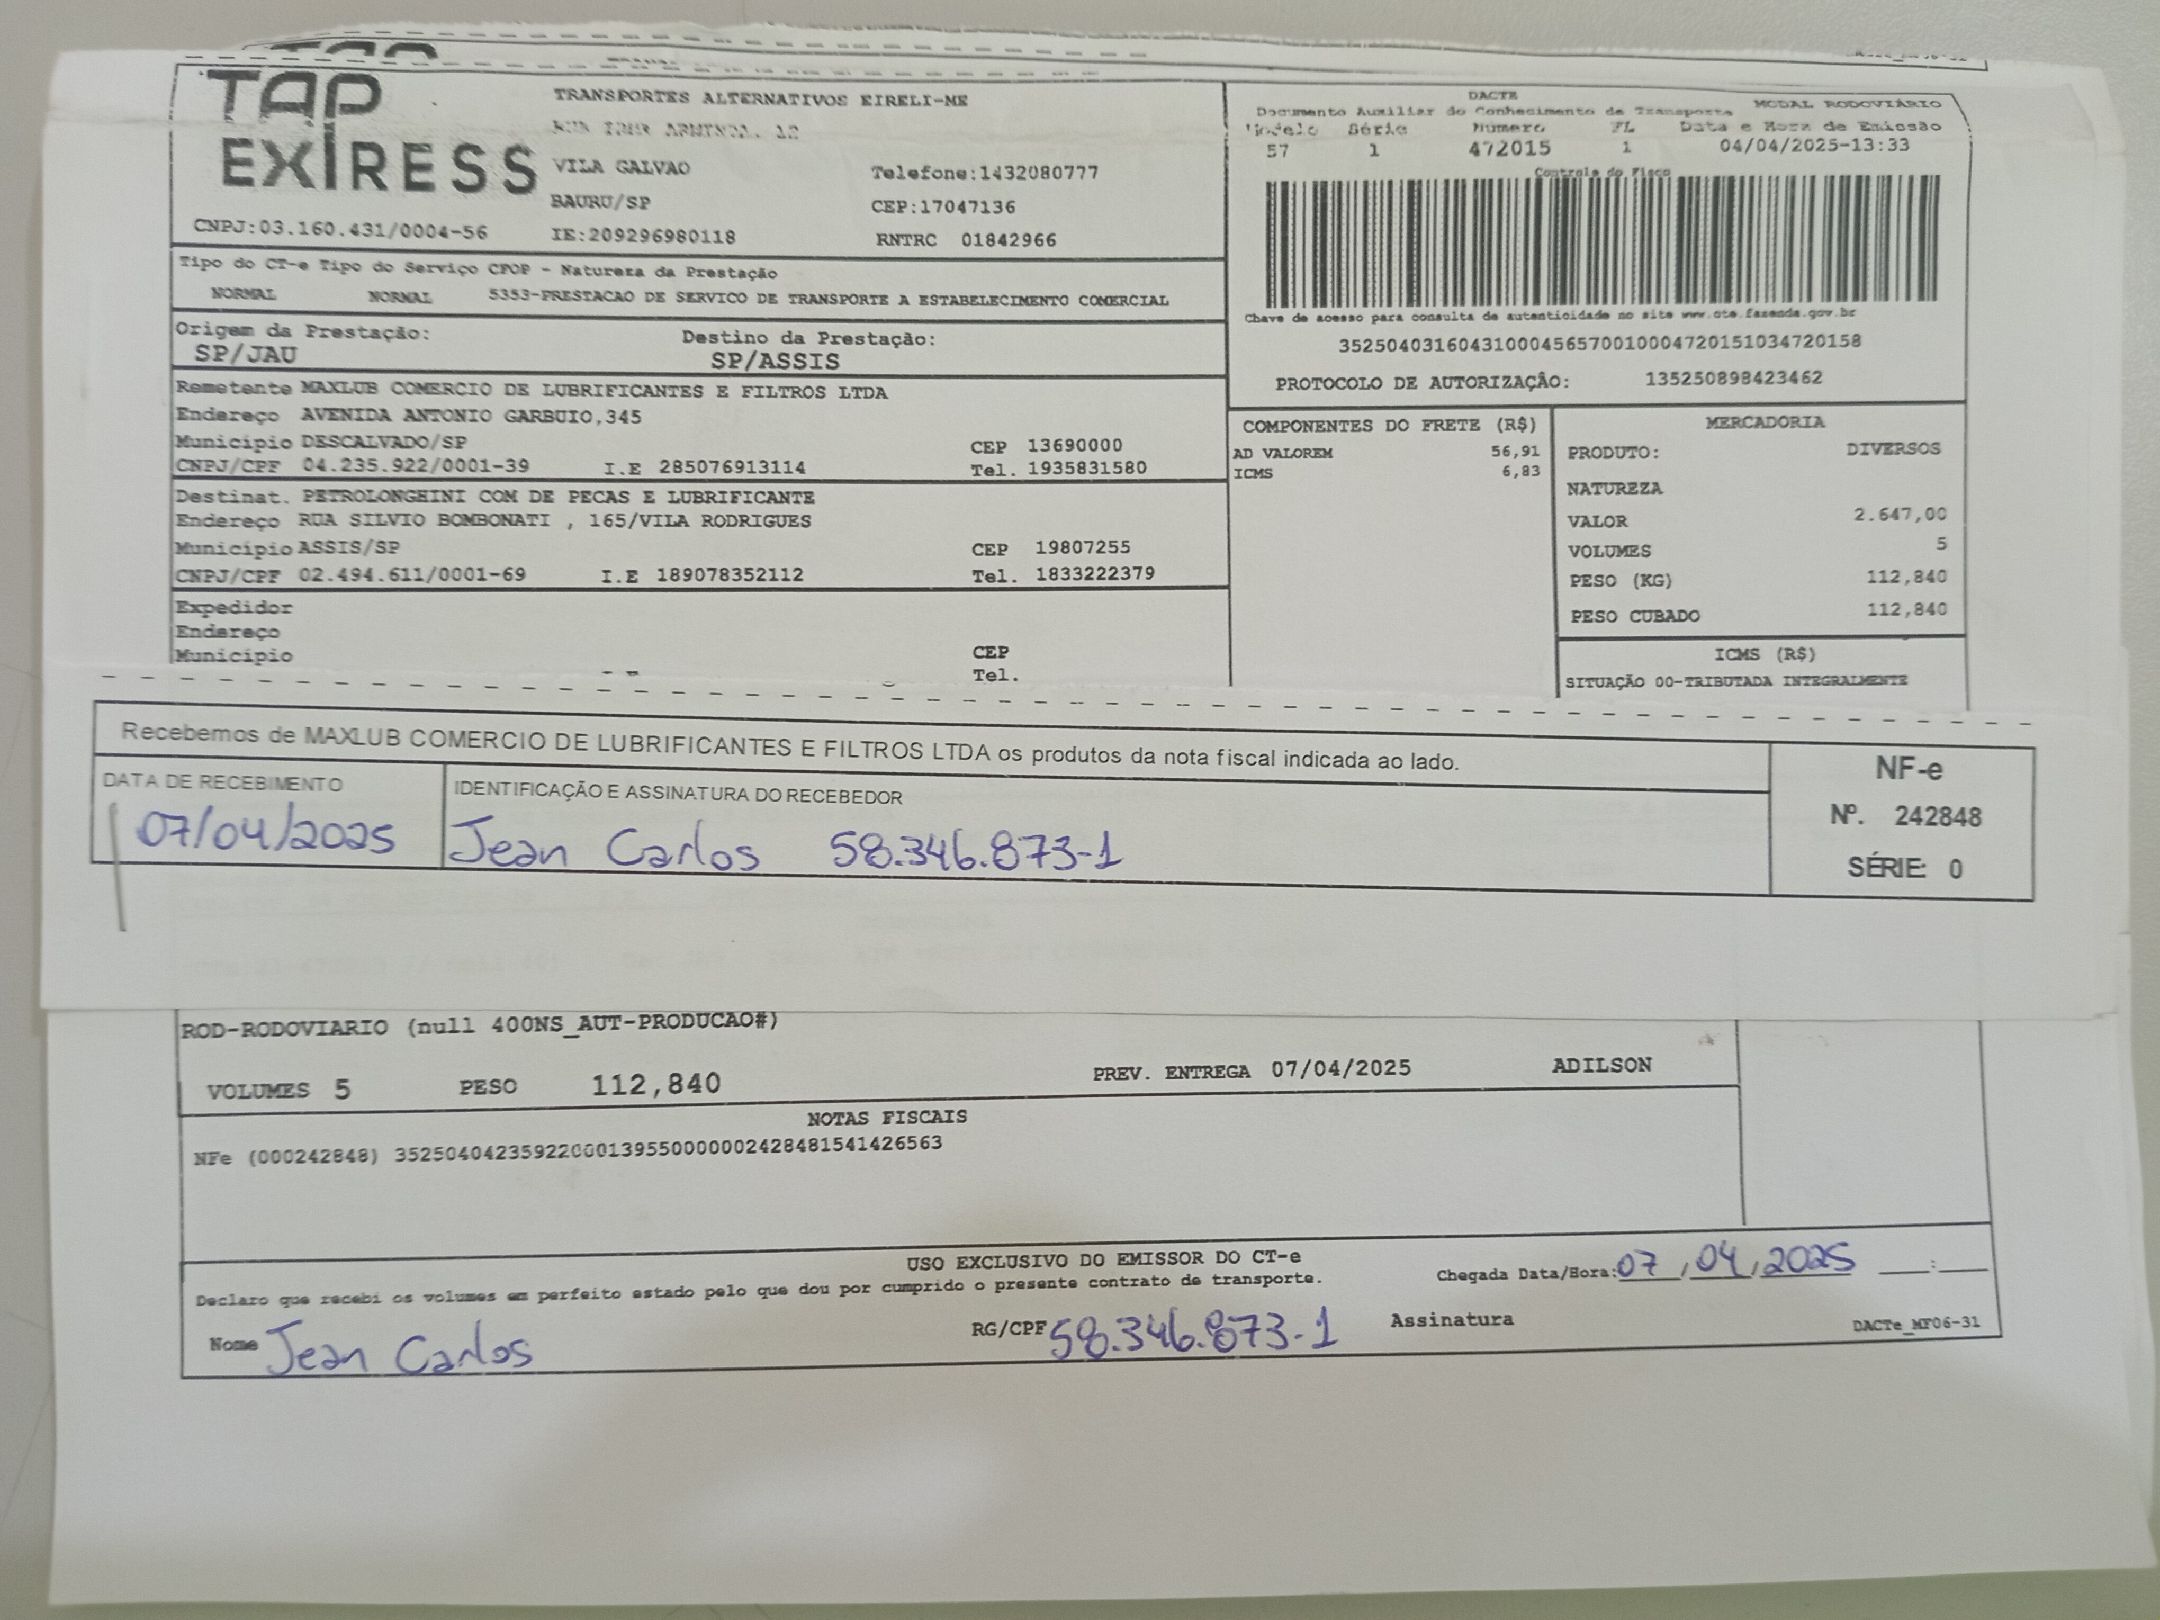 TAP
EXIRESS
TRANSPORTES ALTERNATIVOS EIRELI-ME
VILA GALVAO
Telefone:1432080777
BAURU/SP
CEP:17047136
CNPJ:03.160.431/0004-56
IE:209296980118
RNTRC 01842966
DACTE
Documento Auxiliar do Conhecimento de Transporte
MODAL RODOVIÁRIO
Modelo Série Número FL Data e Hora de Emissão
57 1 472015 1 04/04/2025-13:33
Controle do Fisco
Chave de acesso para consulta de autenticidade no site www.cte.fazenda.gov.br
35250403160431000456570010004720151034720158
PROTOCOLO DE AUTORIZAÇÂO: 135250898423462
Tipo do CT-e Tipo do Serviço CFOP - Natureza da Prestação
NORMAL NORMAL 5353-PRESTACAO DE SERVICO DE TRANSPORTE A ESTABELECIMENTO COMERCIAL
Origem da Prestação: Destino da Prestação:
SP/JAU SP/ASSIS
Remetente MAXLUB COMERCIO DE LUBRIFICANTES E FILTROS LTDA
Endereço AVENIDA ANTONIO GARBUIO,345
Município DESCALVADO/SP CEP 13690000
CNPJ/CPF 04.235.922/0001-39 I.E 285076913114 Tel. 1935831580
Destinat. PETROLONGHINI COM DE PECAS E LUBRIFICANTE
Endereço RUA SILVIO BOMBONATI , 165/VILA RODRIGUES
Município ASSIS/SP CEP 19807255
CNPJ/CPF 02.494.611/0001-69 I.E 189078352112 Tel. 1833222379
Expedidor
Endereço
Município CEP
Tel.
COMPONENTES DO FRETE (R$)
AD VALOREM 56,91
ICMS 6,83
MERCADORIA
PRODUTO: DIVERSOS
NATUREZA
VALOR 2.647,00
VOLUMES 5
PESO (KG) 112,840
PESO CUBADO 112,840
ICMS (R$)
SITUAÇÃO 00-TRIBUTADA INTEGRALMENTE
Recebemos de MAXLUB COMERCIO DE LUBRIFICANTES E FILTROS LTDA os produtos da nota fiscal indicada ao lado.
DATA DE RECEBIMENTO
07/04/2025
IDENTIFICAÇÃO E ASSINATURA DO RECEBEDOR
Jean Carlos 58.346.873-1
NF-e
Nº. 242848
SÉRIE: 0
ROD-RODOVIARIO (null 400NS_AUT-PRODUCAO#)
VOLUMES 5 PESO 112,840 PREV. ENTREGA 07/04/2025 ADILSON
NOTAS FISCAIS
NFe (000242848) 35250404235922000139550000002428481541426563
USO EXCLUSIVO DO EMISSOR DO CT-e
Declaro que recebi os volumes em perfeito estado pelo que dou por cumprido o presente contrato de transporte.
Chegada Data/Hora: 07 / 04 / 2025 __:__
Nome Jean Carlos RG/CPF 58.346.873-1 Assinatura
DACTe_MF06-31